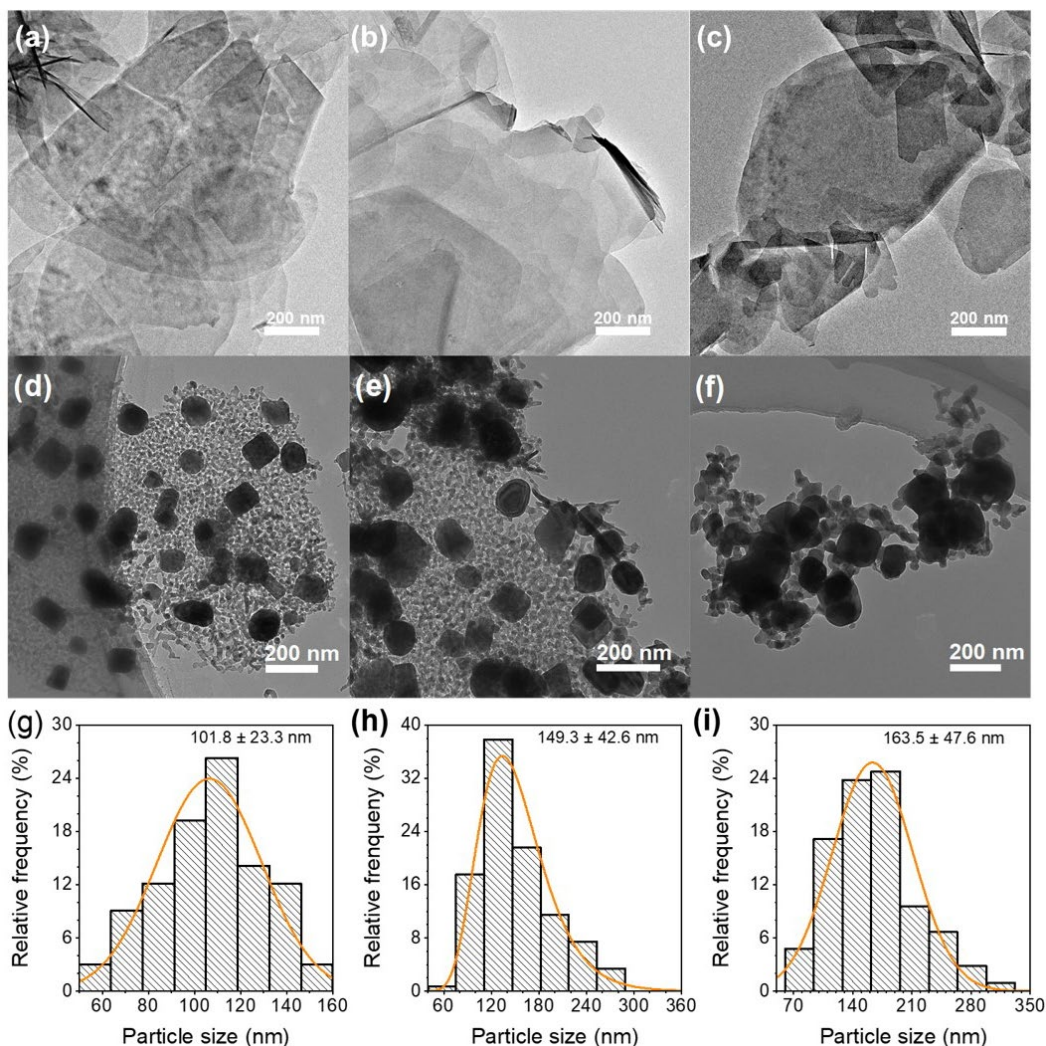 (a) (b) (c)
200 nm 200 nm 200 nm
(d) (e) (f)
200 nm 200 nm 200 nm
(g) (h) (i)
101.8 ± 23.3 nm
30
24
18
12
6
0
Relative frequency (%)
60 80 100 120 140 160
Particle size (nm)
149.3 ± 42.6 nm
40
32
24
16
8
0
Relative frenqueny (%)
60 120 180 240 300 360
Particle size (nm)
163.5 ± 47.6 nm
30
24
18
12
6
0
Relative frequency (%)
70 140 210 280 350
Particle size (nm)